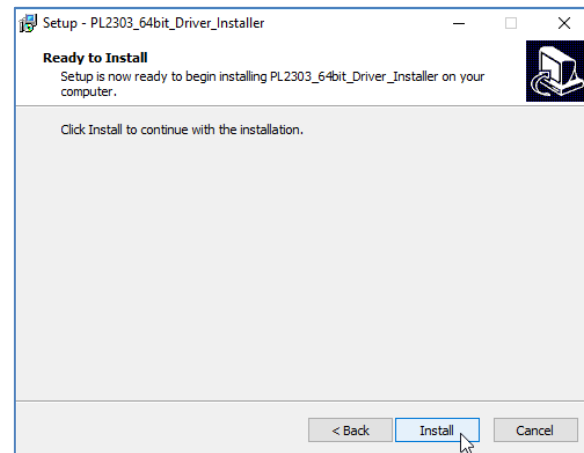 Setup - PL2303_64bit_Driver_Installer
Ready to Install
Setup is now ready to begin installing PL2303_64bit_Driver_Installer on your
computer.
Click Install to continue with the installation.
< Back Install Cancel